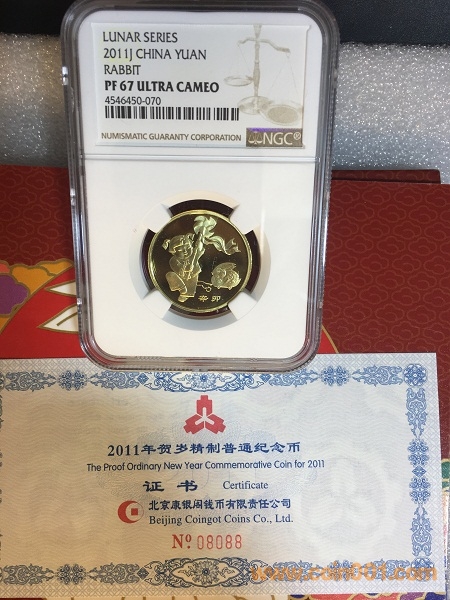 LUNAR SERIES
2011J CHINA YUAN
RABBIT
PF 67 ULTRA CAMEO
4546450-070
NUMISMATIC GUARANTY CORPORATION
NGC®
辛卯
2011年贺岁精制普通纪念币
The Proof Ordinary New Year Commemorative Coin for 2011
证书 Certificate
北京康银阁钱币有限责任公司
Beijing Coingot Coins Co., Ltd.
No 08088